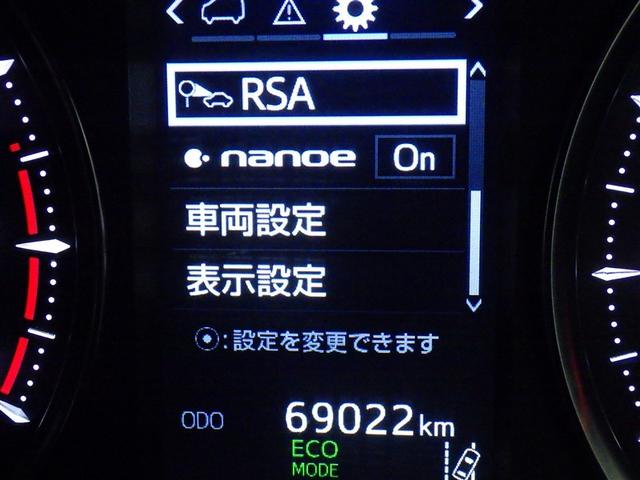 RSA
nanoe On
車両設定
表示設定
:設定を変更できます
ODO 69022km
ECO
MODE